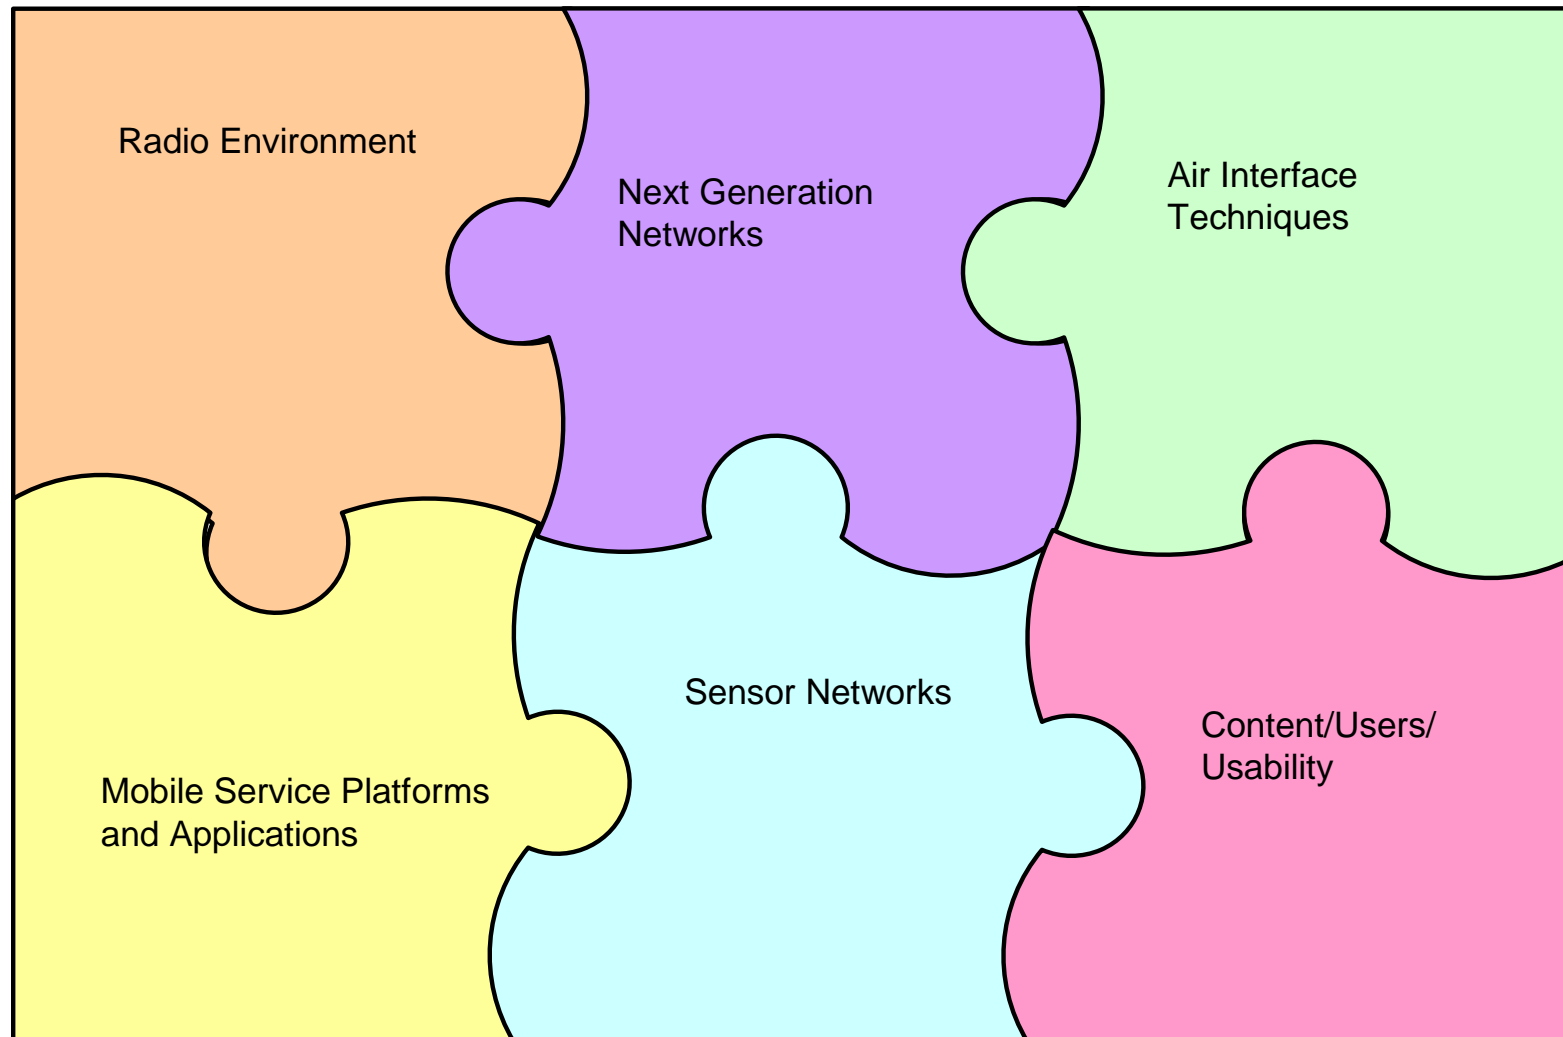 Radio Environment
Next Generation
Networks
Air Interface
Techniques
Mobile Service Platforms
and Applications
Sensor Networks
Content/Users/
Usability